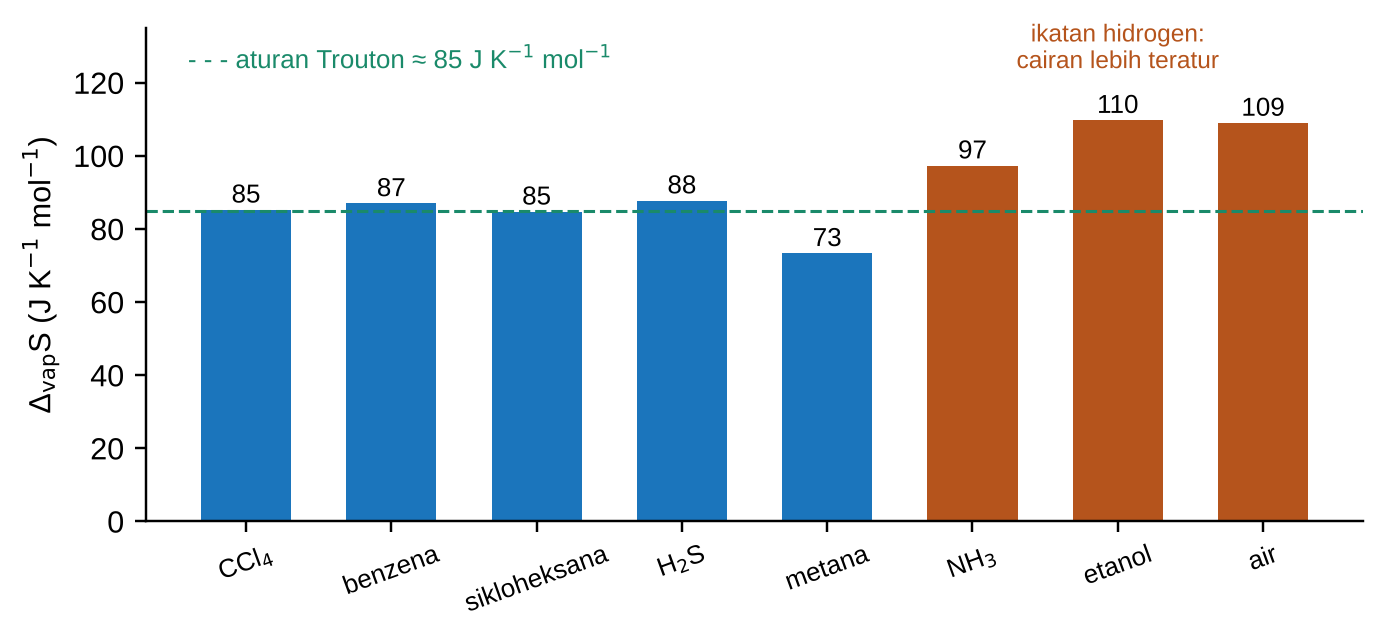 - - - aturan Trouton ≈ 85 J K⁻¹ mol⁻¹
ikatan hidrogen:
cairan lebih teratur
ΔvapS (J K⁻¹ mol⁻¹)
120
100
80
60
40
20
0
85
87
85
88
73
97
110
109
CCl₄
benzena
sikloheksana
H₂S
metana
NH₃
etanol
air